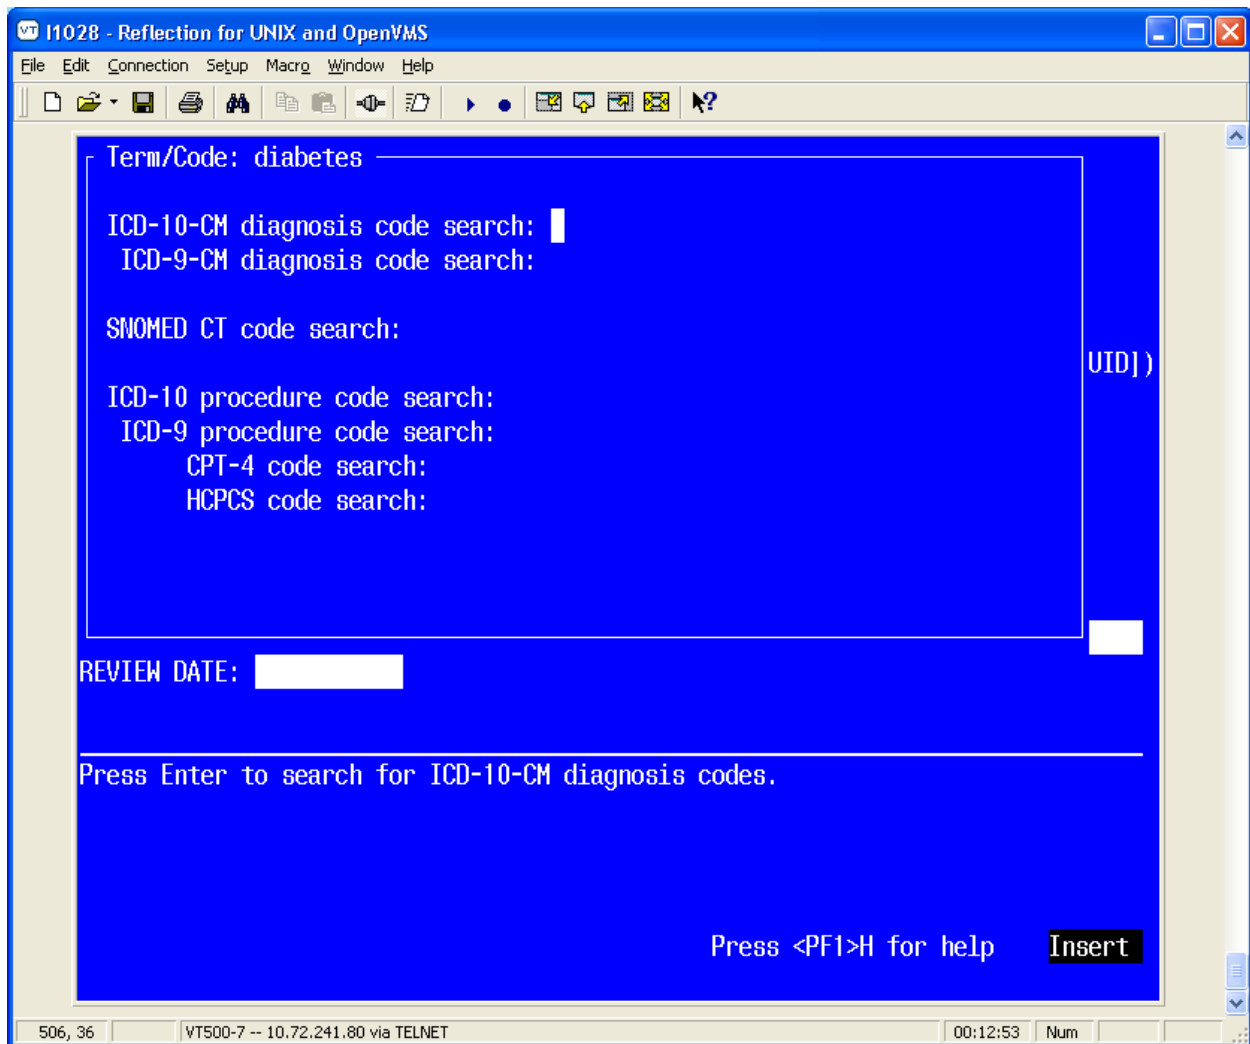 I1028 - Reflection for UNIX and OpenVMS
File Edit Connection Setup Macro Window Help
Term/Code: diabetes
ICD-10-CM diagnosis code search:
ICD-9-CM diagnosis code search:
SNOMED CT code search:
UID])
ICD-10 procedure code search:
ICD-9 procedure code search:
CPT-4 code search:
HCPCS code search:
REVIEW DATE:
Press Enter to search for ICD-10-CM diagnosis codes.
Press <PF1>H for help Insert
506, 36 VT500-7 -- 10.72.241.80 via TELNET 00:12:53 Num